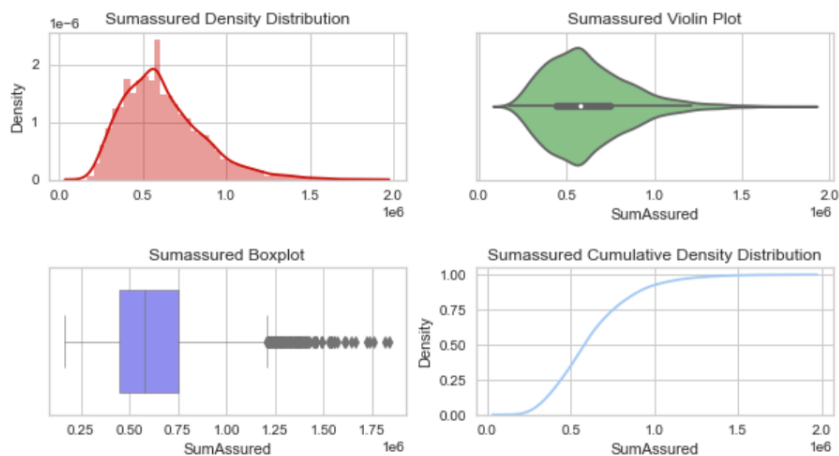 Sumassured Density Distribution
1e−6
Density
2
1
0
0.0 0.5 1.0 1.5 2.0
1e6
Sumassured Violin Plot
0.0 0.5 1.0 1.5 2.0
SumAssured
1e6
Sumassured Boxplot
0.25 0.50 0.75 1.00 1.25 1.50 1.75
SumAssured
1e6
Sumassured Cumulative Density Distribution
Density
1.00
0.75
0.50
0.25
0.00
0.0 0.5 1.0 1.5 2.0
SumAssured
1e6